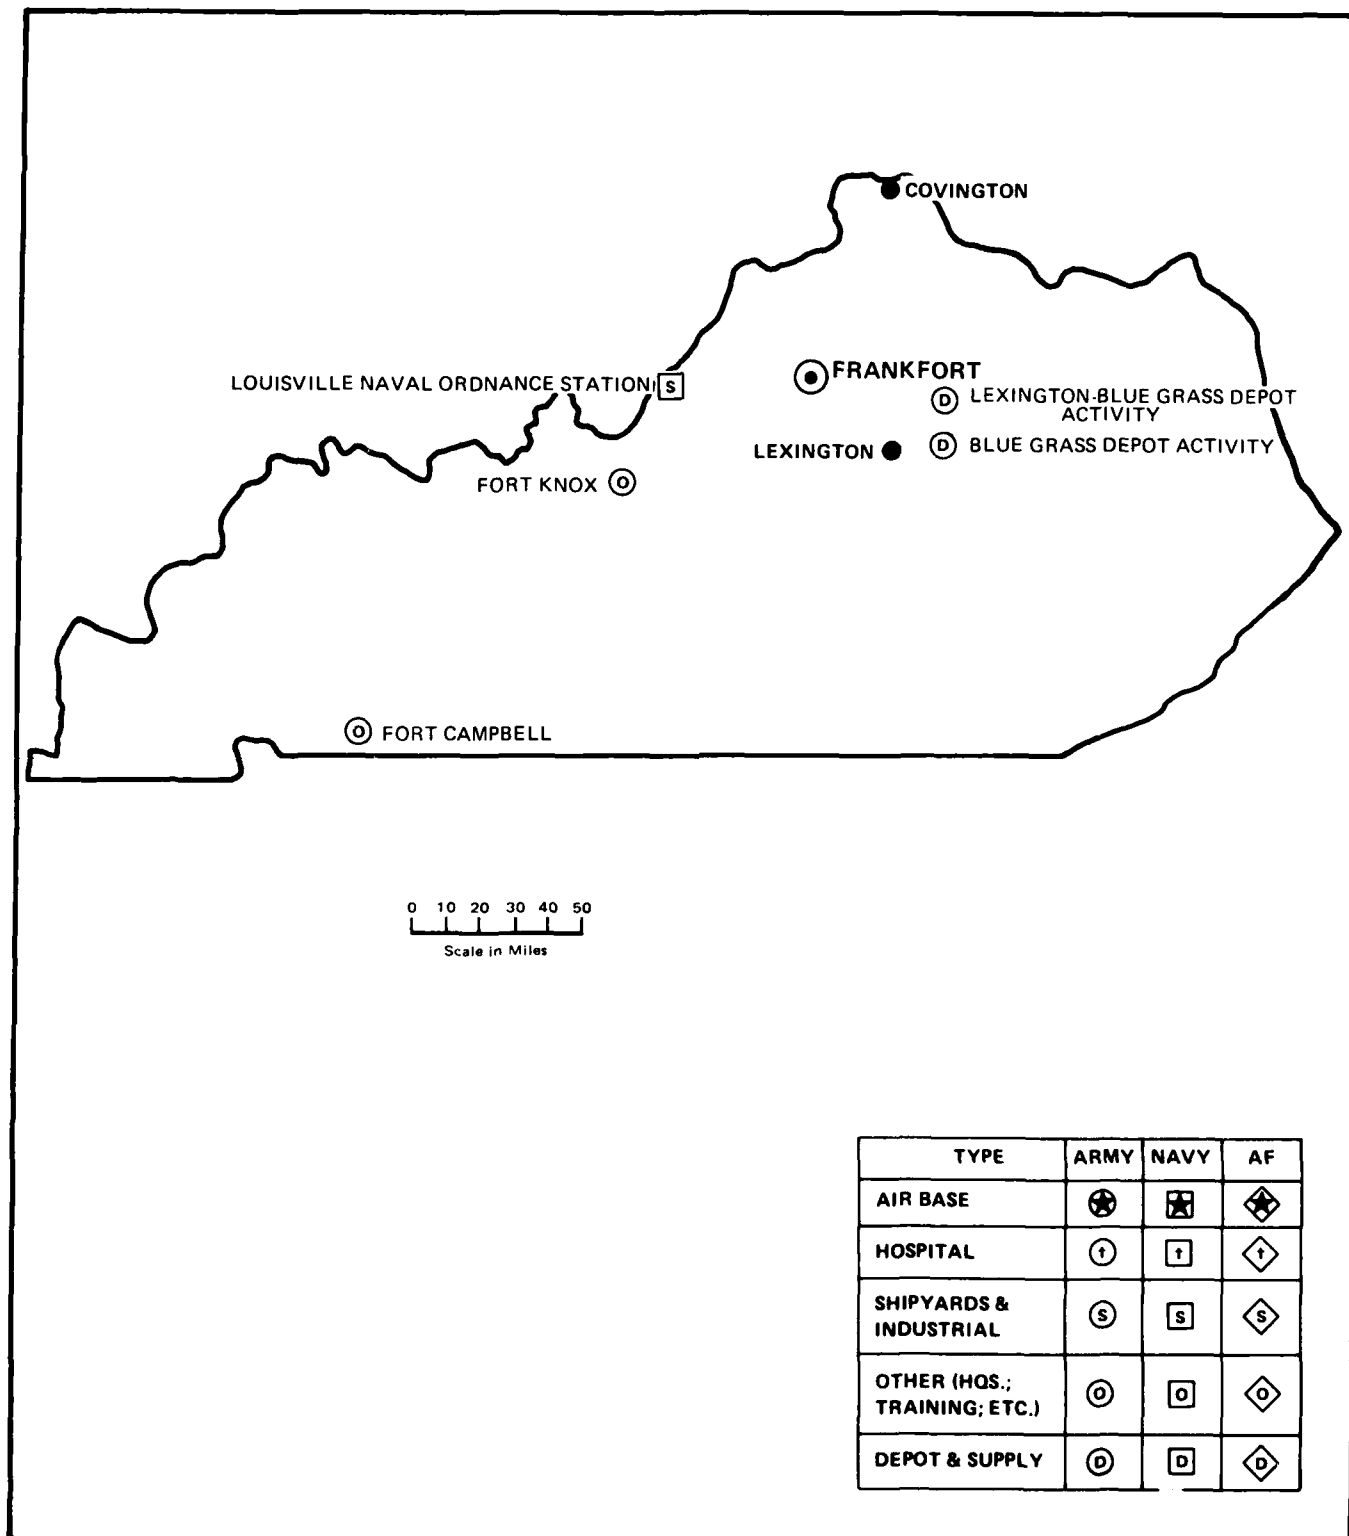 COVINGTON
FRANKFORT
LOUISVILLE NAVAL ORDNANCE STATION S
D LEXINGTON-BLUE GRASS DEPOT
ACTIVITY
LEXINGTON D BLUE GRASS DEPOT ACTIVITY
FORT KNOX O
O FORT CAMPBELL
0 10 20 30 40 50
Scale in Miles
TYPE ARMY NAVY AF
AIR BASE
HOSPITAL † † †
SHIPYARDS &
INDUSTRIAL S S S
OTHER (HQS.;
TRAINING; ETC.) O O O
DEPOT & SUPPLY D D D